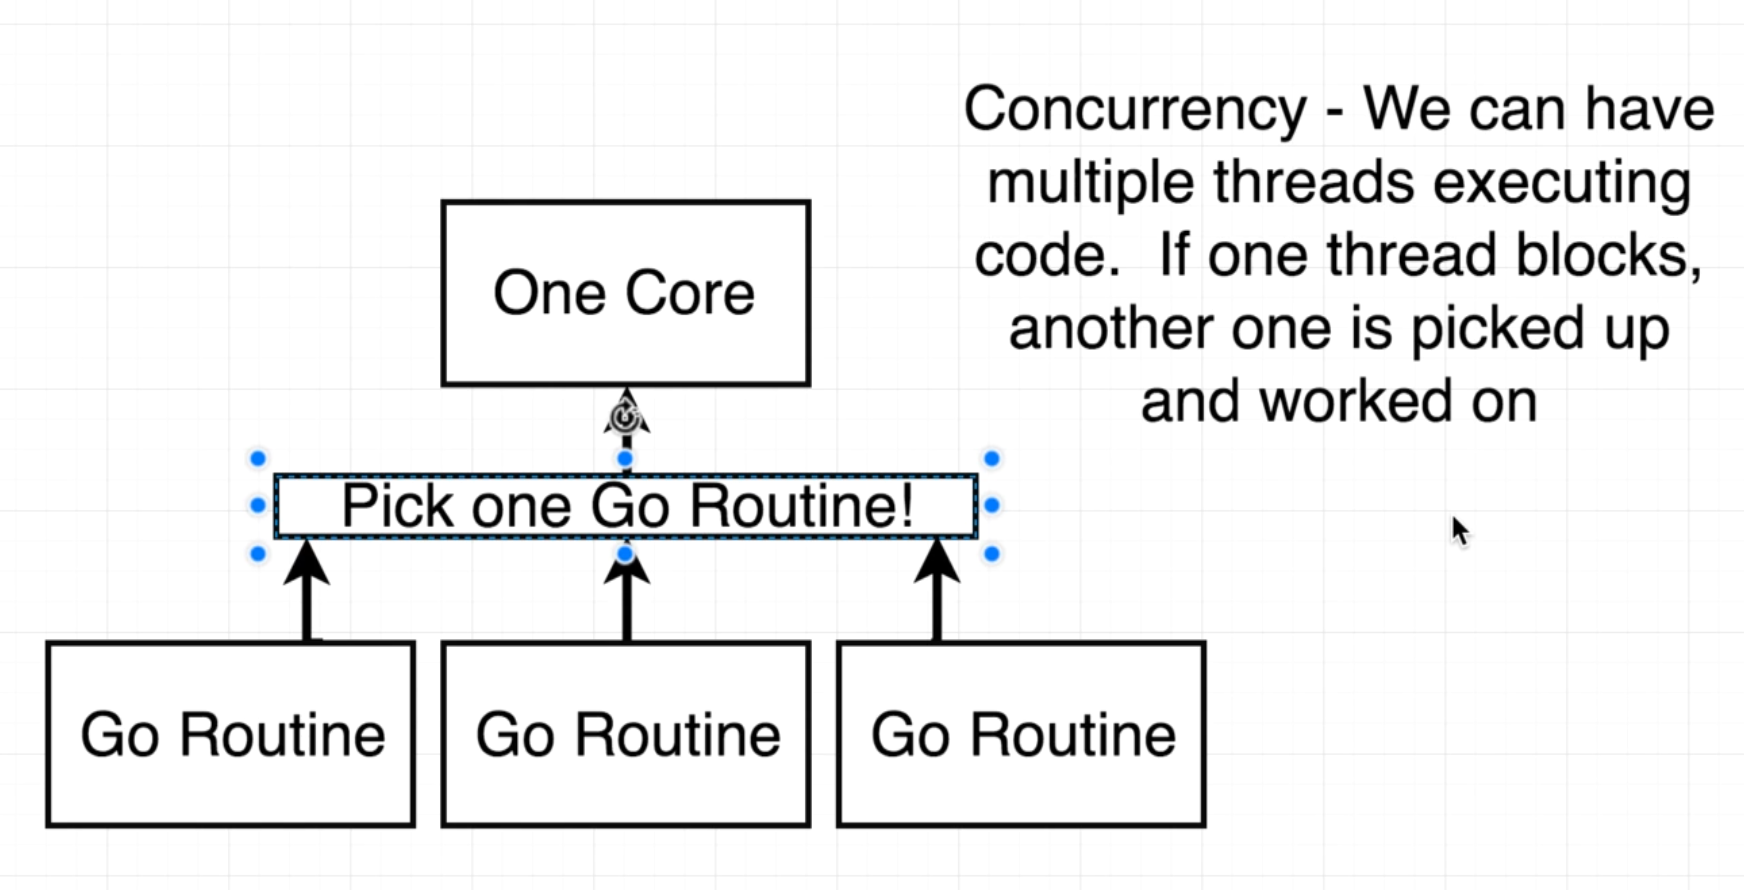 Concurrency - We can have
multiple threads executing
code.  If one thread blocks,
another one is picked up
and worked on
One Core
Pick one Go Routine!
Go Routine
Go Routine
Go Routine